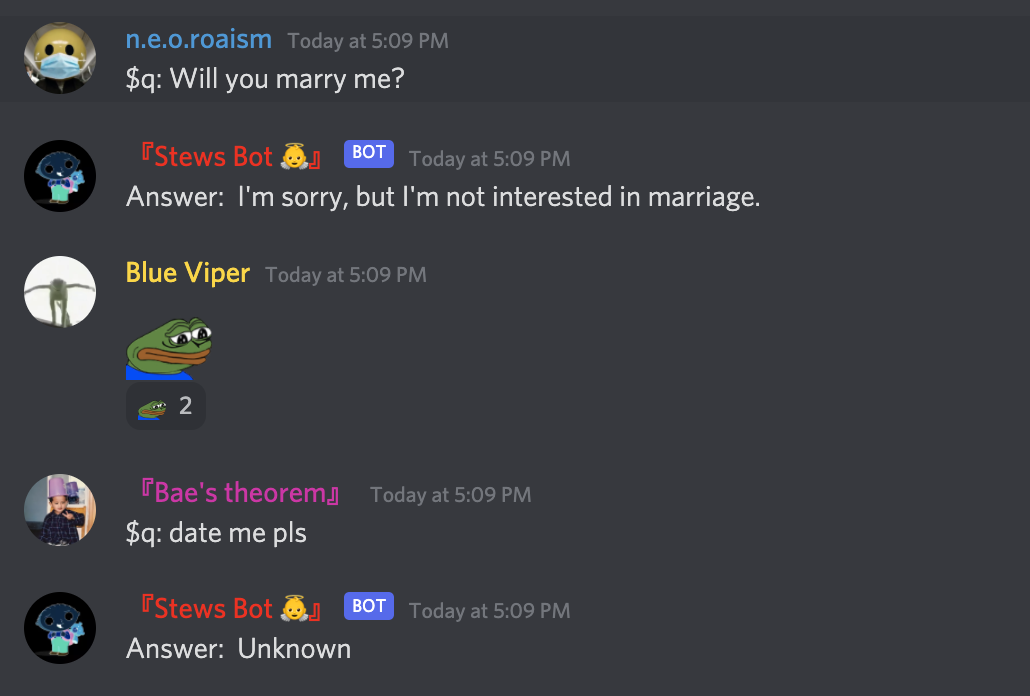 n.e.o.roaism Today at 5:09 PM
$q: Will you marry me?
『Stews Bot 👼』 BOT Today at 5:09 PM
Answer:  I'm sorry, but I'm not interested in marriage.
Blue Viper Today at 5:09 PM
2
『Bae's theorem』 Today at 5:09 PM
$q: date me pls
『Stews Bot 👼』 BOT Today at 5:09 PM
Answer:  Unknown